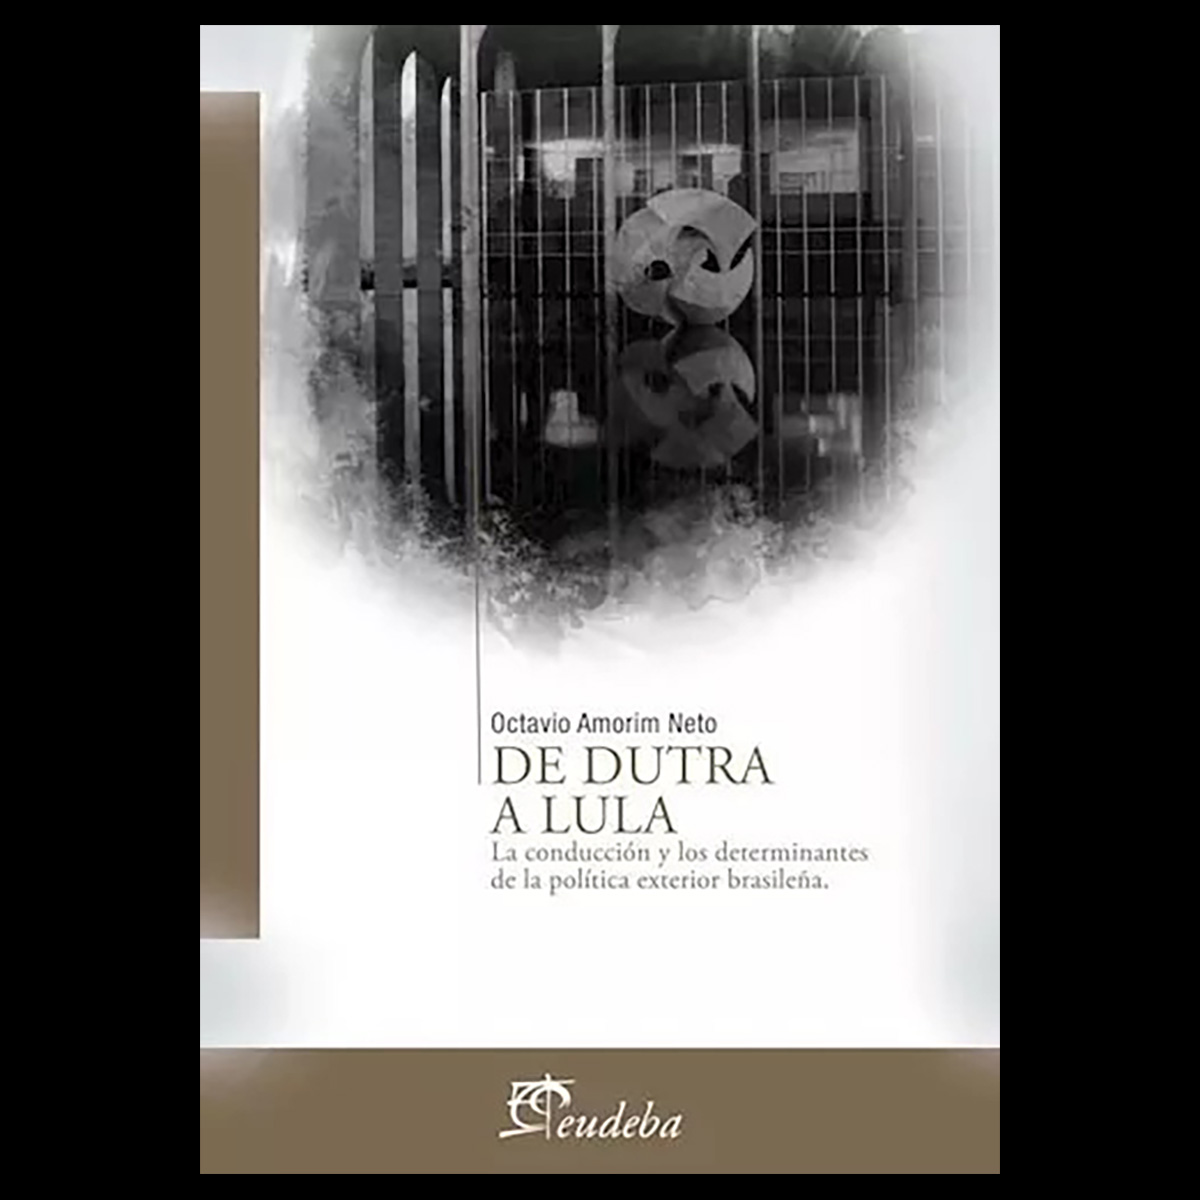 Octavio Amorim Neto
DE DUTRA
A LULA
La conducción y los determinantes
de la política exterior brasileña.
eudeba